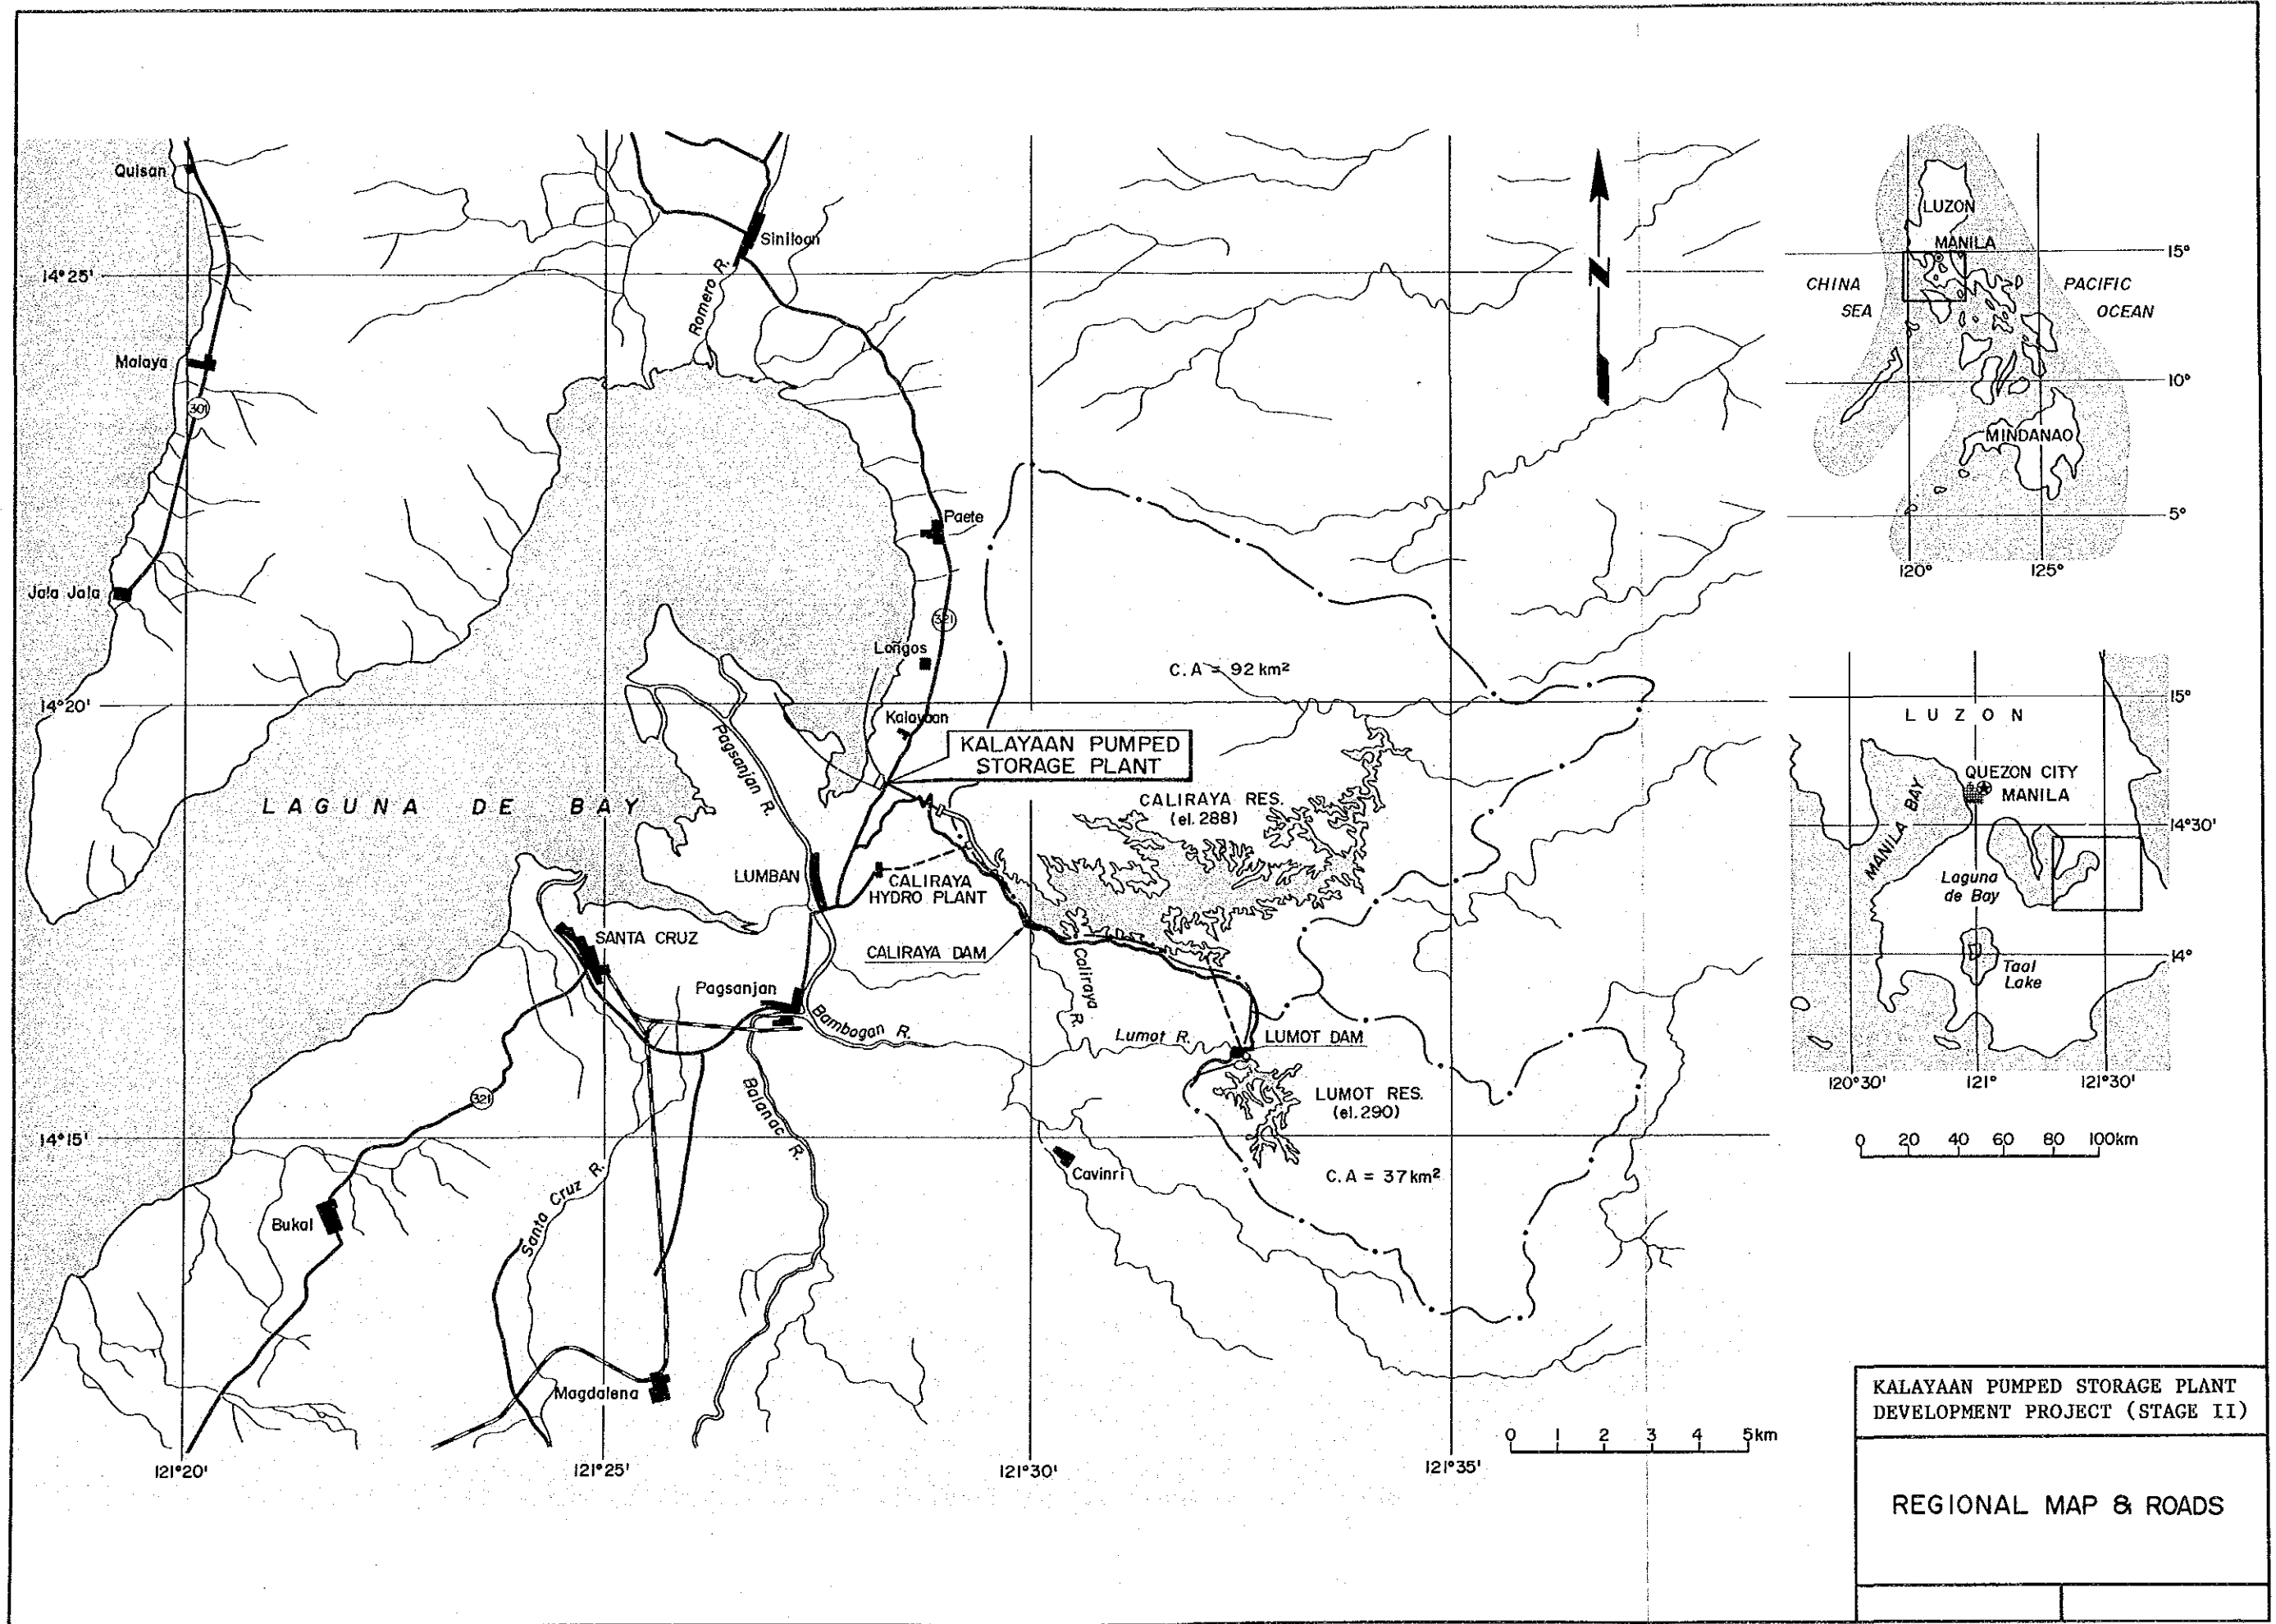 Quisan
Siniloan
14°25'
Romero R.
Malaya
301
Paete
Jala Jala
321
Loños
C.A = 92 km²
14°20'
Kalayaan
Pagsanjan R.
KALAYAAN PUMPED
STORAGE PLANT
LAGUNA DE BAY
CALIRAYA RES.
(el. 288)
LUMBAN
CALIRAYA
HYDRO PLANT
SANTA CRUZ
CALIRAYA DAM
Caliraya R.
Pagsanjan
Bambogan R.
Lumot R.
LUMOT DAM
321
Balanac R.
LUMOT RES.
(el. 290)
14°15'
Cavinri
C.A = 37 km²
Santa Cruz R.
Bukal
Magdalena
0 1 2 3 4 5km
121°20'
121°25'
121°30'
121°35'
N
LUZON
MANILA
15°
CHINA
SEA
PACIFIC
OCEAN
10°
MINDANAO
5°
120°
125°
15°
LUZON
QUEZON CITY
MANILA
MANILA BAY
14°30'
Laguna
de Bay
14°
Taal
Lake
120°30'
121°
121°30'
0 20 40 60 80 100km
KALAYAAN PUMPED STORAGE PLANT
DEVELOPMENT PROJECT (STAGE II)
REGIONAL MAP & ROADS